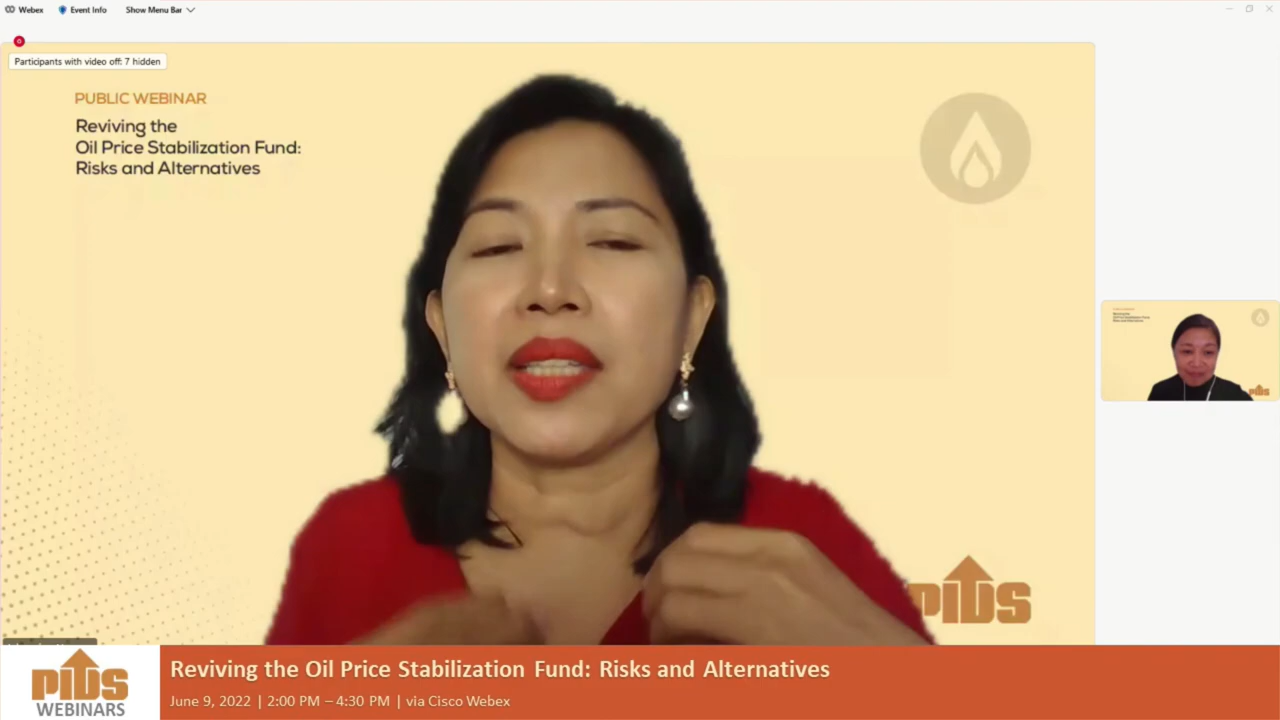 Webex
Event Info
Show Menu Bar
Participants with video off: 7 hidden
PUBLIC WEBINAR
Reviving the
Oil Price Stabilization Fund:
Risks and Alternatives
PIDS
PIDS
WEBINARS
Reviving the Oil Price Stabilization Fund: Risks and Alternatives
June 9, 2022 | 2:00 PM – 4:30 PM | via Cisco Webex